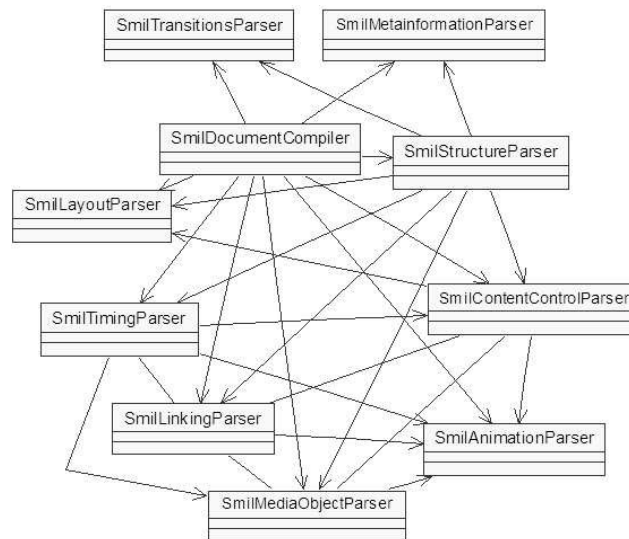 SmilTransitionsParser
SmilMetainformationParser
SmilDocumentCompiler
SmilStructureParser
SmilLayoutParser
SmilContentControlParser
SmilTimingParser
SmilLinkingParser
SmilAnimationParser
SmilMediaObjectParser